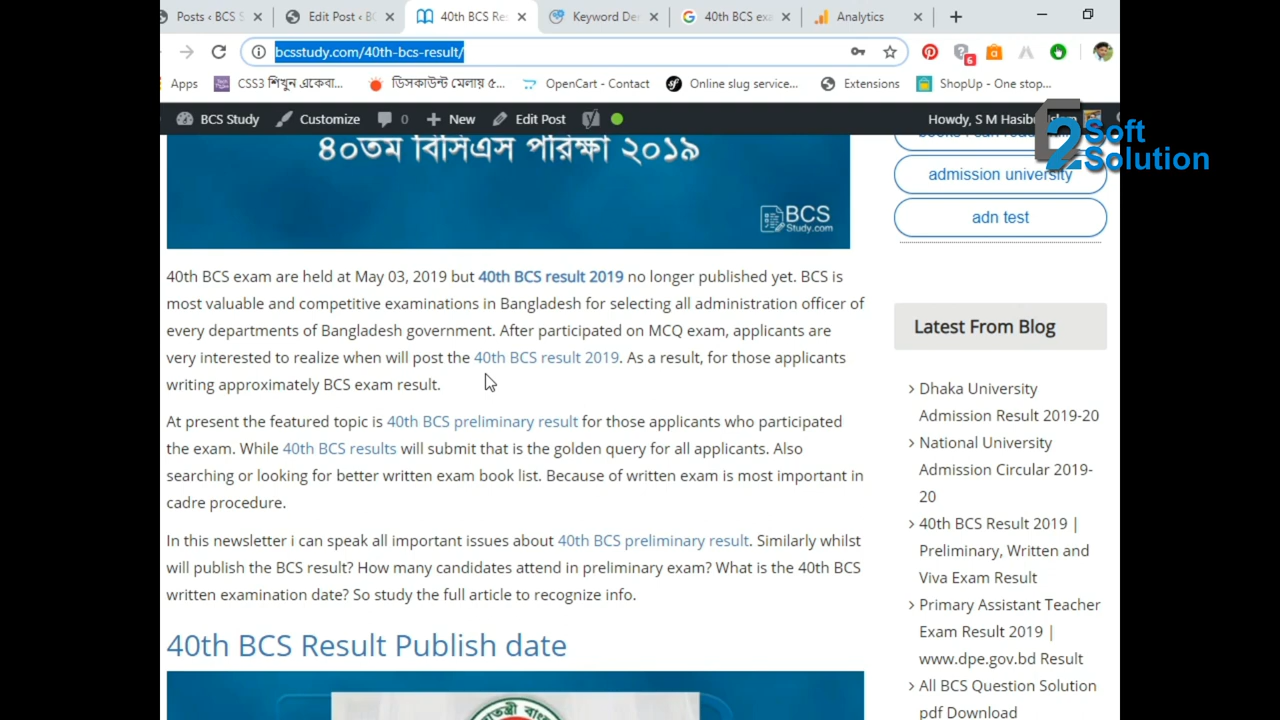 Posts ‹ BCS S
Edit Post ‹ BC
40th BCS Res
Keyword Den
40th BCS exa
Analytics
bcsstudy.com/40th-bcs-result/
6
Apps
CSS3 শিখুন একেবা...
ডিসকাউন্ট মেলায় ৫...
OpenCart - Contact
Online slug service...
Extensions
ShopUp - One stop...
BCS Study
Customize
0
New
Edit Post
Howdy, S M Hasibu
2
Soft
Solution
৪০তম বিসিএস পরিক্ষা ২০১৯
BCS
Study.com
admission university
adn test
40th BCS exam are held at May 03, 2019 but 40th BCS result 2019 no longer published yet. BCS is
most valuable and competitive examinations in Bangladesh for selecting all administration officer of
every departments of Bangladesh government. After participated on MCQ exam, applicants are
very interested to realize when will post the 40th BCS result 2019. As a result, for those applicants
writing approximately BCS exam result.
At present the featured topic is 40th BCS preliminary result for those applicants who participated
the exam. While 40th BCS results will submit that is the golden query for all applicants. Also
searching or looking for better written exam book list. Because of written exam is most important in
cadre procedure.
In this newsletter i can speak all important issues about 40th BCS preliminary result. Similarly whilst
will publish the BCS result? How many candidates attend in preliminary exam? What is the 40th BCS
written examination date? So study the full article to recognize info.
40th BCS Result Publish date
Latest From Blog
Dhaka University
Admission Result 2019-20
National University
Admission Circular 2019-
20
40th BCS Result 2019 |
Preliminary, Written and
Viva Exam Result
Primary Assistant Teacher
Exam Result 2019 |
www.dpe.gov.bd Result
All BCS Question Solution
pdf Download